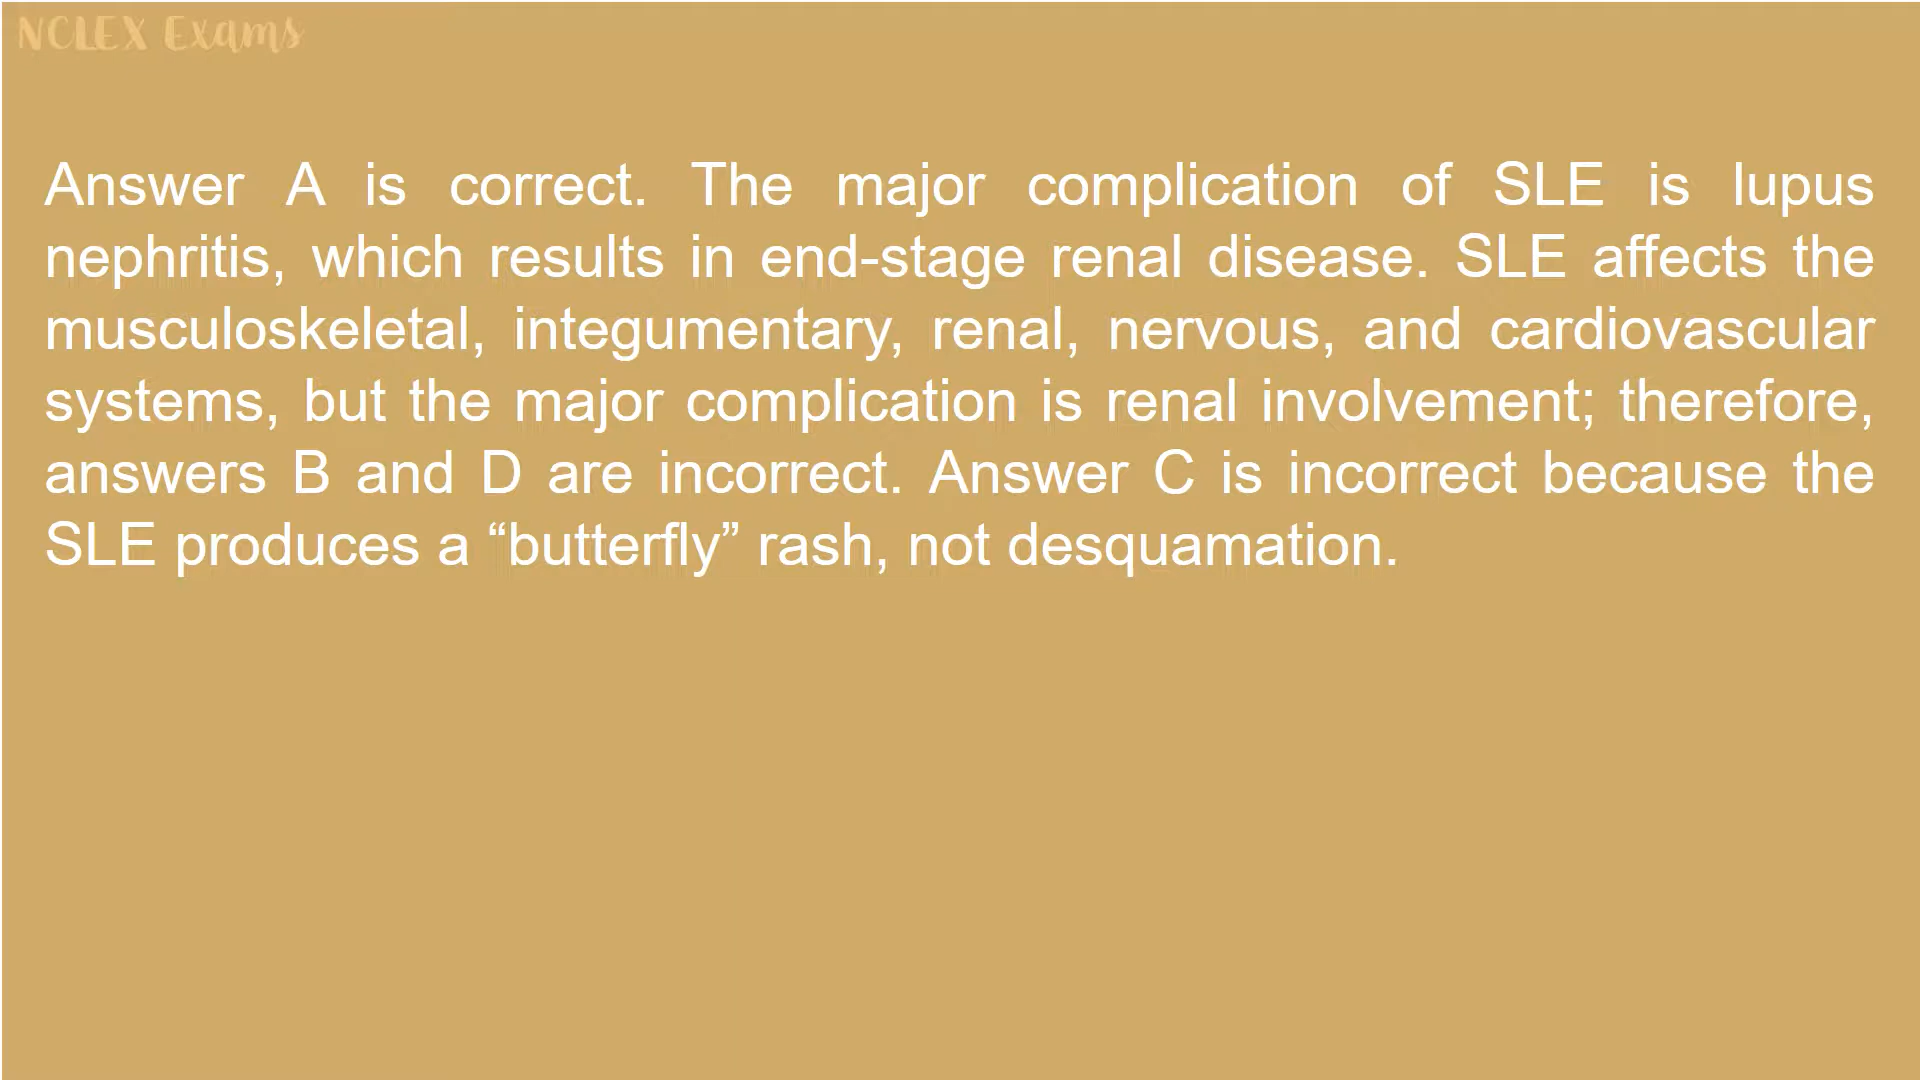 NCLEX Exams
Answer A is correct. The major complication of SLE is lupus
nephritis, which results in end-stage renal disease. SLE affects the
musculoskeletal, integumentary, renal, nervous, and cardiovascular
systems, but the major complication is renal involvement; therefore,
answers B and D are incorrect. Answer C is incorrect because the
SLE produces a “butterfly” rash, not desquamation.